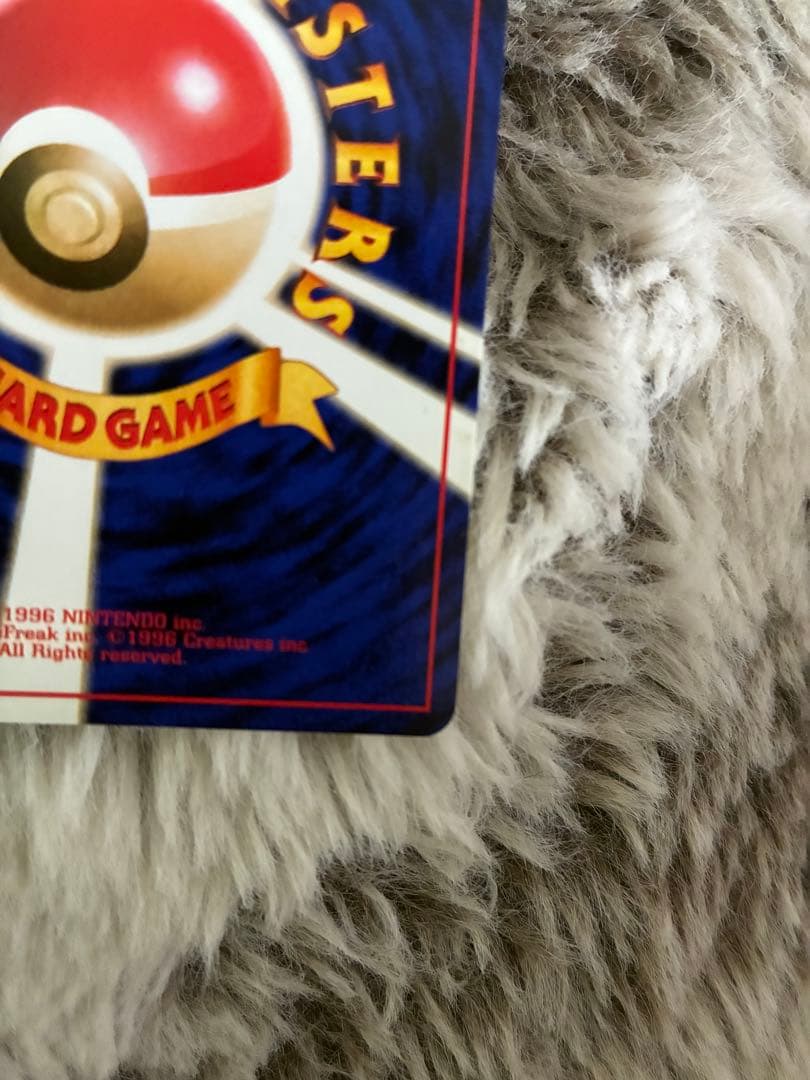 STERS
ARD GAME
1996 NINTENDO inc.
Freak inc. ©1996 Creatures inc
All Rights reserved.